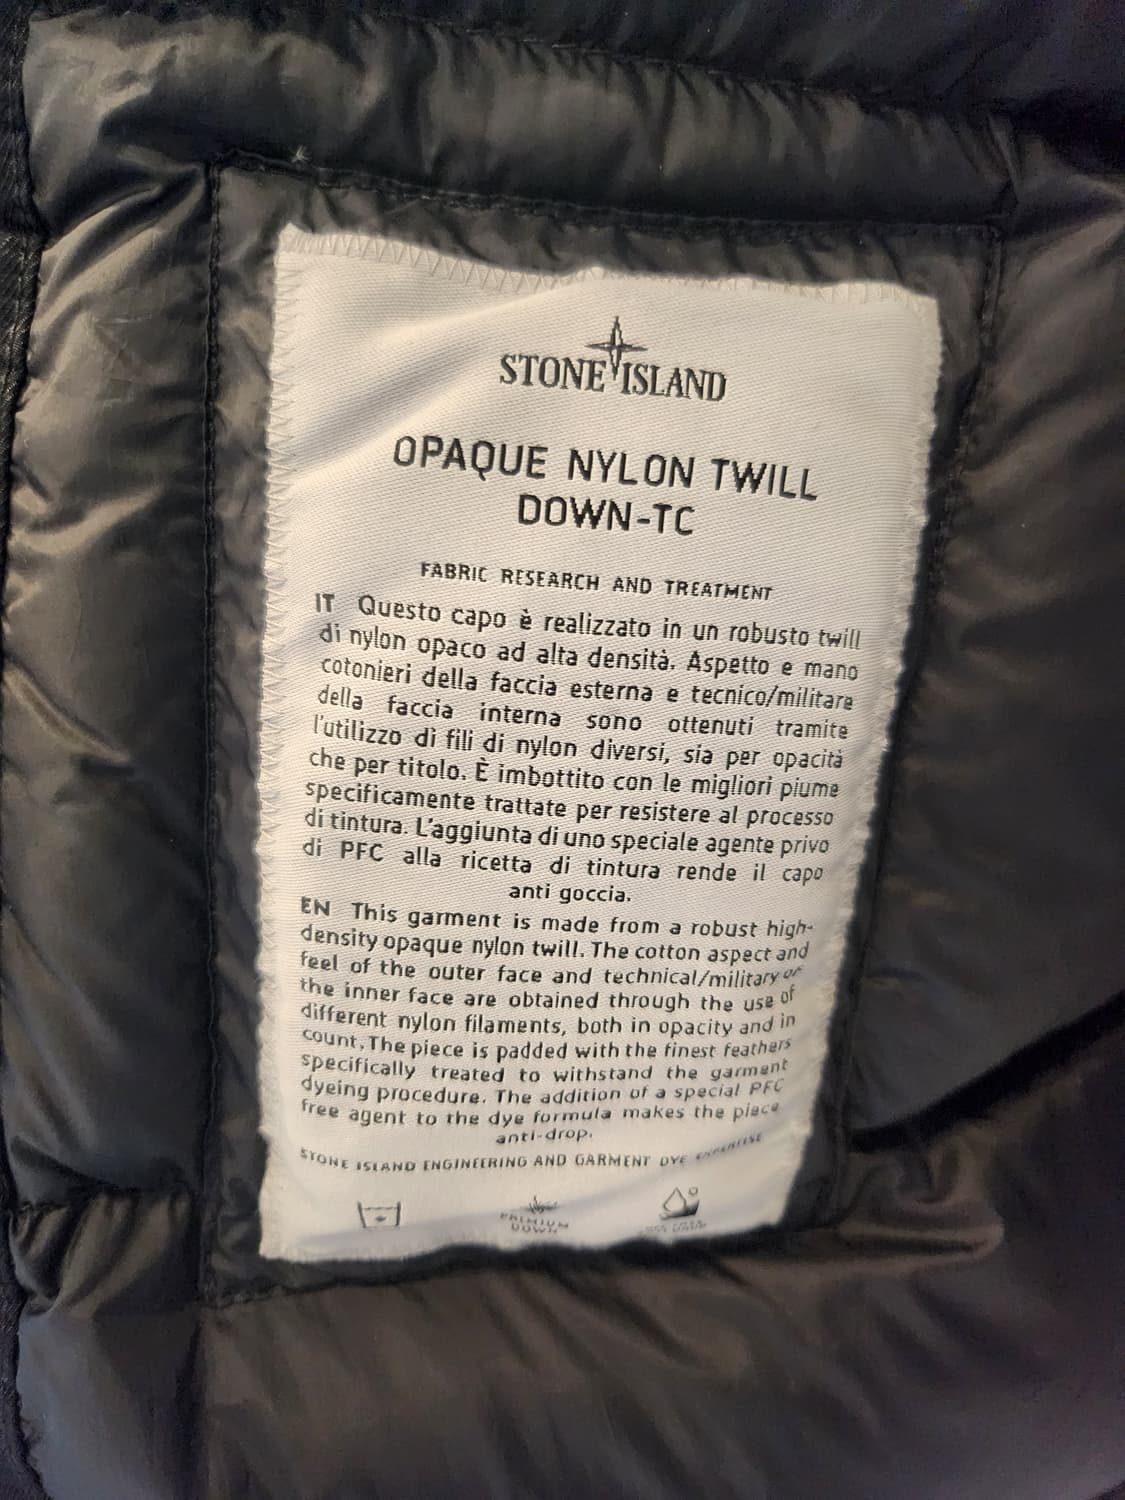 STONE ISLAND
OPAQUE NYLON TWILL
DOWN-TC
FABRIC RESEARCH AND TREATMENT
IT Questo capo è realizzato in un robusto twill
di nylon opaco ad alta densità. Aspetto e mano
cotonieri della faccia esterna e tecnico/militare
della faccia interna sono ottenuti tramite
l'utilizzo di fili di nylon diversi, sia per opacità
che per titolo. È imbottito con le migliori piume
specificamente trattate per resistere al processo
di tintura. L'aggiunta di uno speciale agente privo
di PFC alla ricetta di tintura rende il capo
anti goccia.
EN This garment is made from a robust high-
density opaque nylon twill. The cotton aspect and
feel of the outer face and technical/military of
the inner face are obtained through the use of
different nylon filaments, both in opacity and in
count. The piece is padded with the finest feathers
specifically treated to withstand the garment
dyeing procedure. The addition of a special PFC
free agent to the dye formula makes the piece
anti-drop.
STONE ISLAND ENGINEERING AND GARMENT DYE EXPERTISE
PREMIUM
DOWN